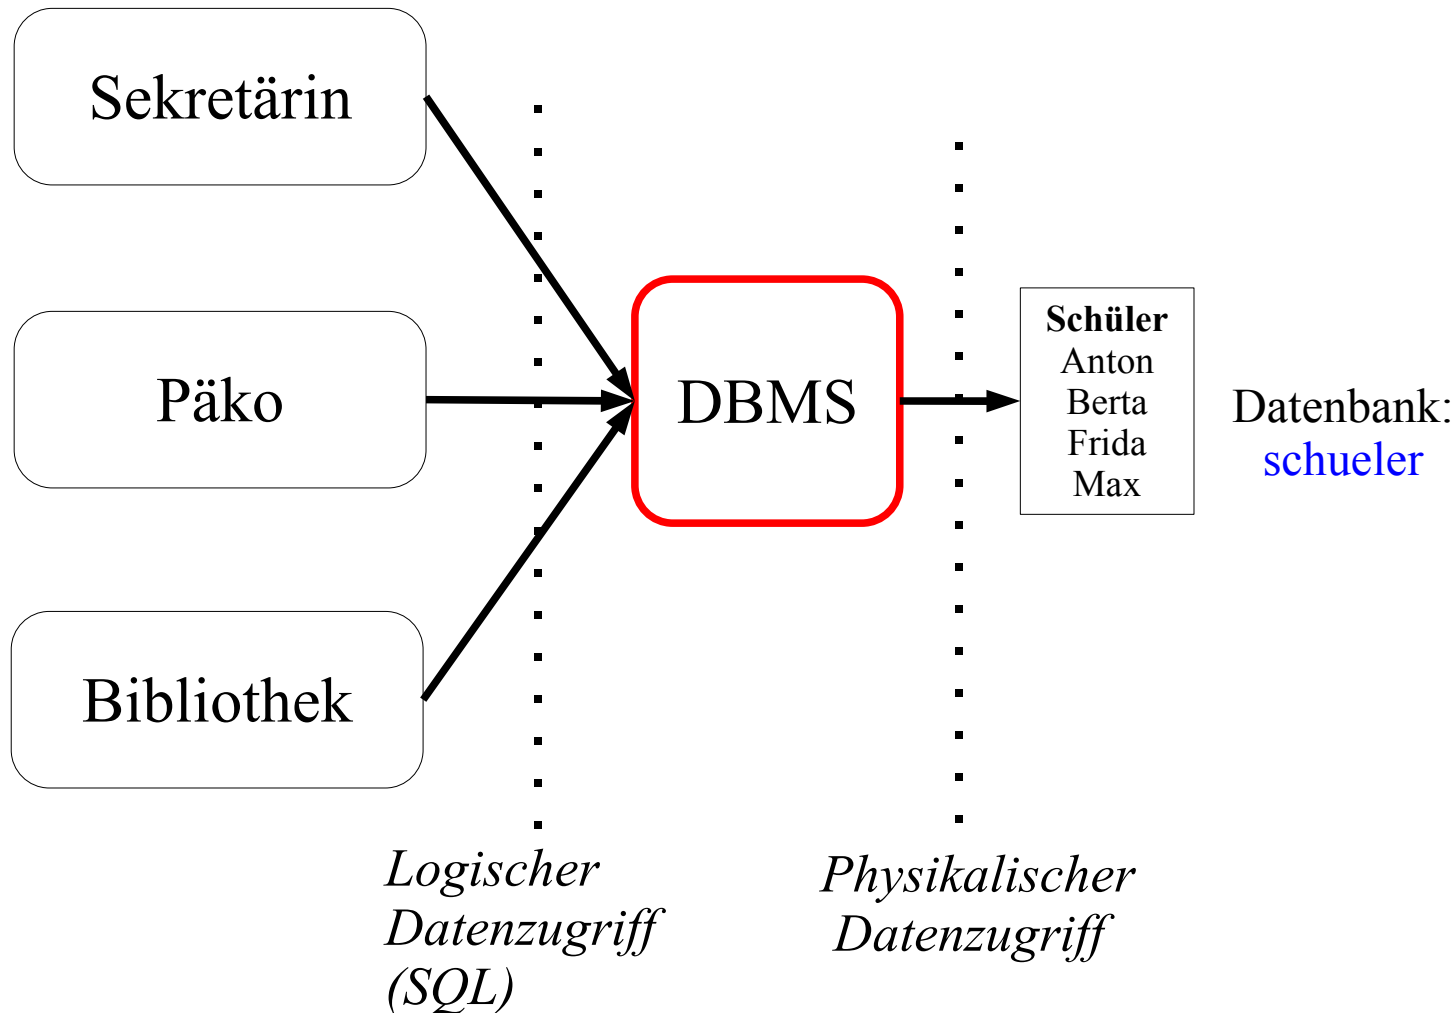 Sekretärin
Päko
Bibliothek
DBMS
Schüler
Anton
Berta
Frida
Max
Datenbank:
schueler
Logischer
Datenzugriff
(SQL)
Physikalischer
Datenzugriff